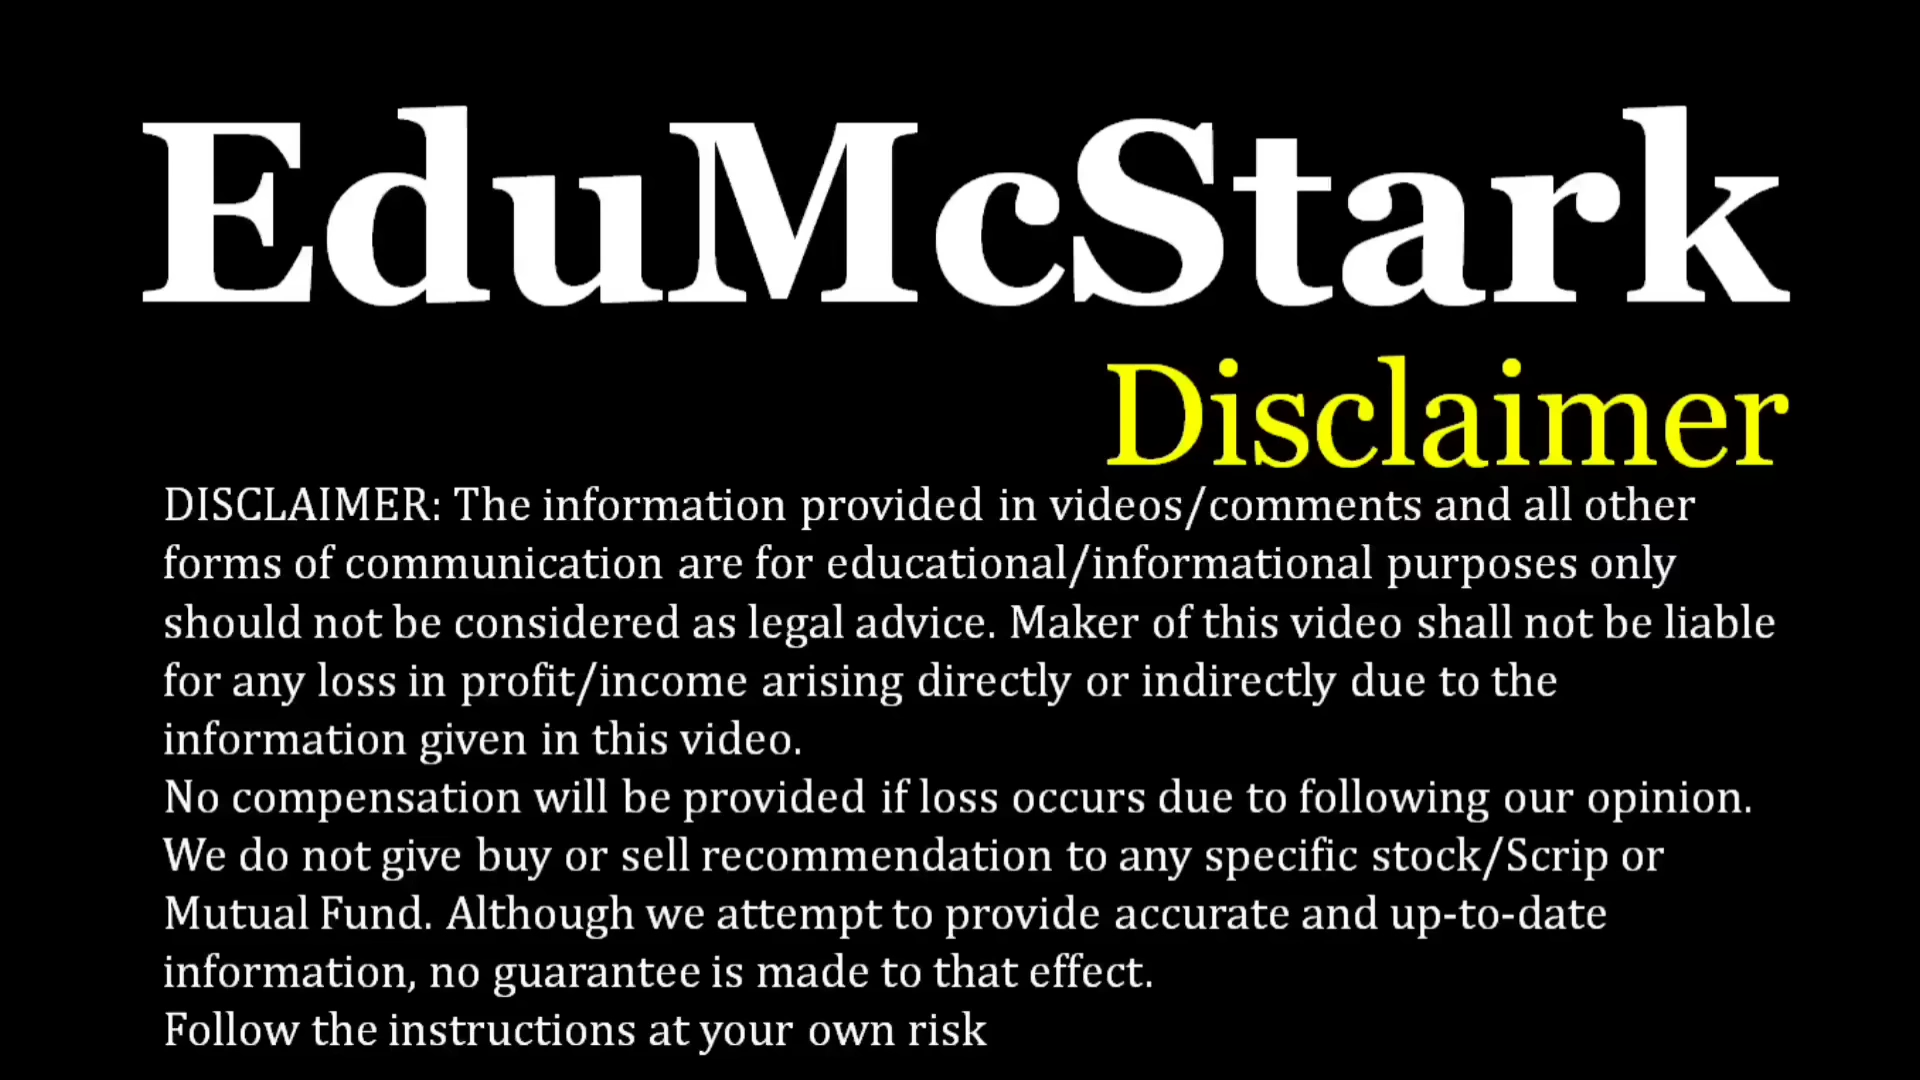 EduMcStark
Disclaimer
DISCLAIMER: The information provided in videos/comments and all other
forms of communication are for educational/informational purposes only
should not be considered as legal advice. Maker of this video shall not be liable
for any loss in profit/income arising directly or indirectly due to the
information given in this video.
No compensation will be provided if loss occurs due to following our opinion.
We do not give buy or sell recommendation to any specific stock/Scrip or
Mutual Fund. Although we attempt to provide accurate and up-to-date
information, no guarantee is made to that effect.
Follow the instructions at your own risk